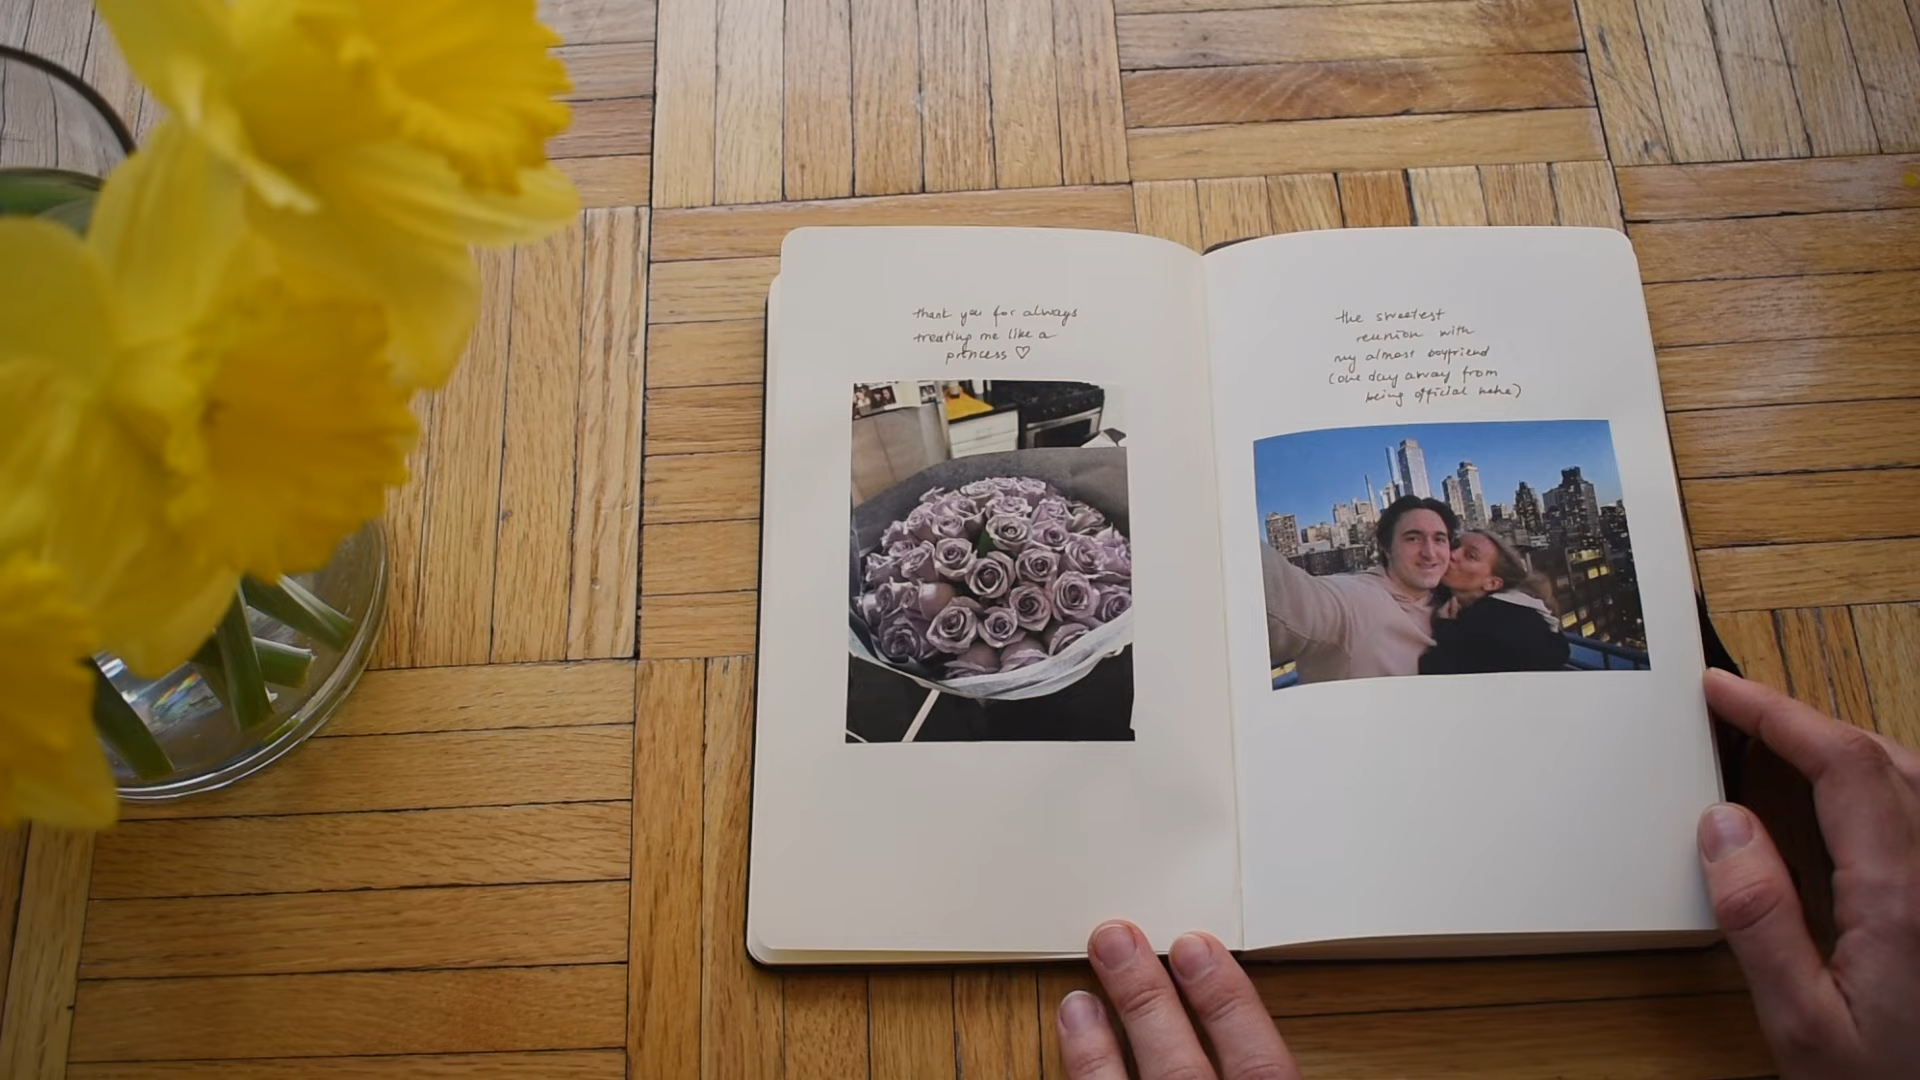 thank you for always
treating me like a
princess ♡
the sweetest
reunion with
my almost boyfriend
(one day away from
being official hehe)